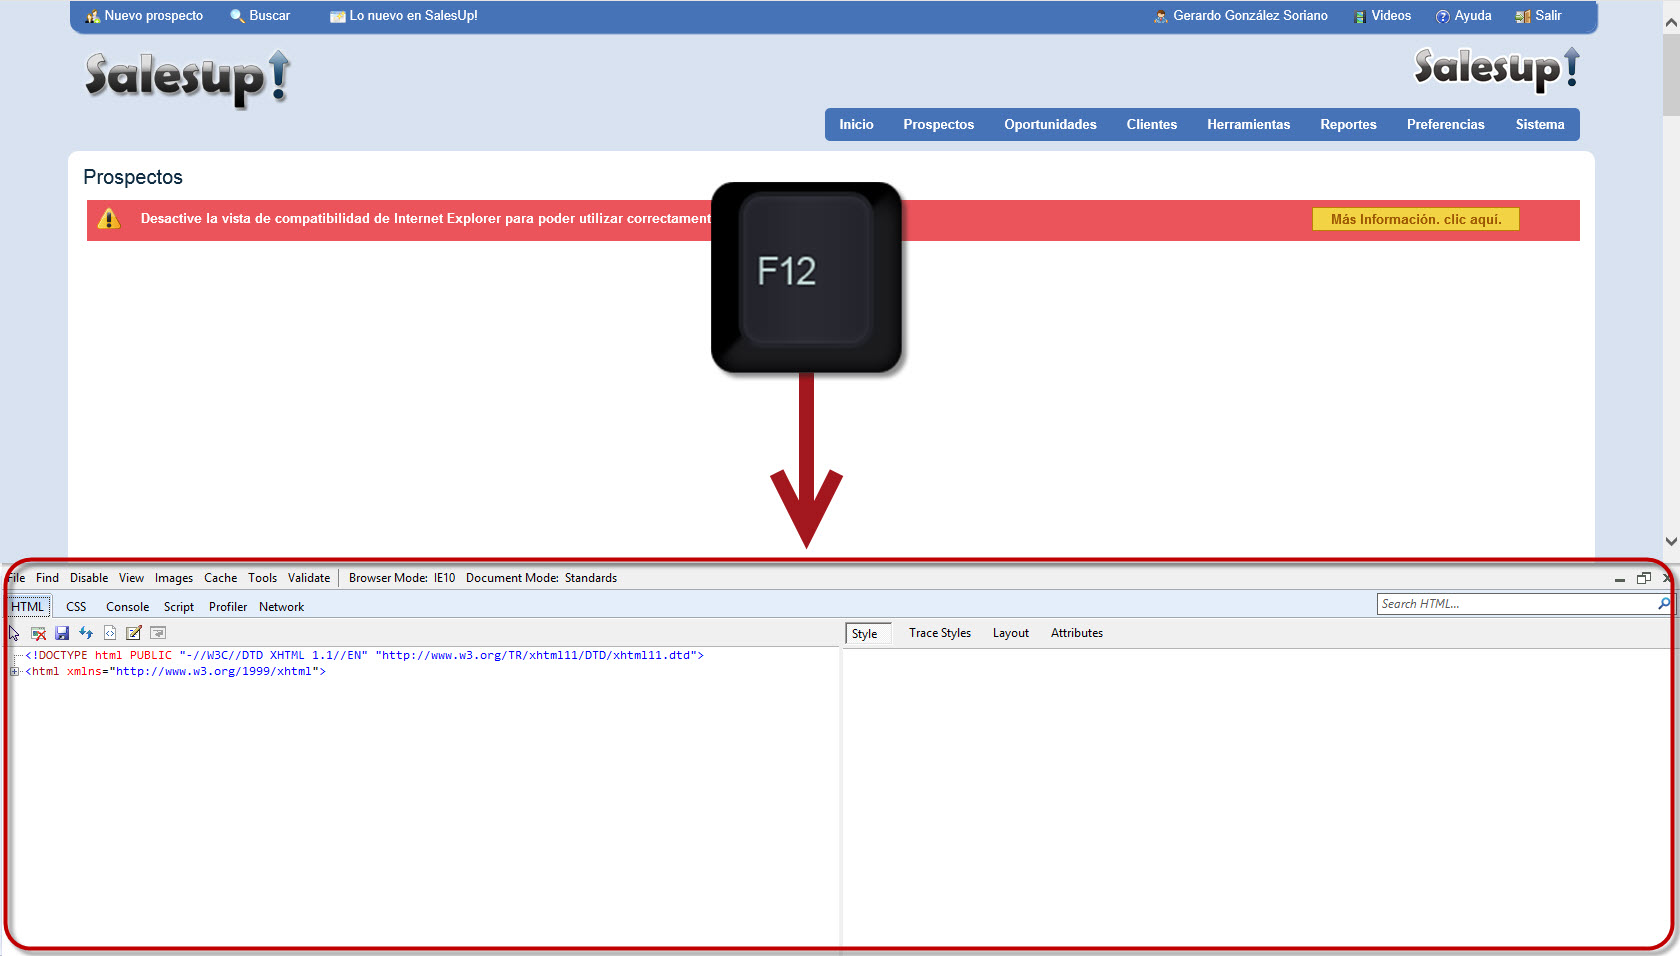 Nuevo prospecto Buscar Lo nuevo en SalesUp! Gerardo González Soriano Videos Ayuda Salir
Salesup! Salesup!
Inicio Prospectos Oportunidades Clientes Herramientas Reportes Preferencias Sistema
Prospectos
Desactive la vista de compatibilidad de Internet Explorer para poder utilizar correctament Más Información. clic aquí.
F12
File Find Disable View Images Cache Tools Validate Browser Mode: IE10 Document Mode: Standards
HTML CSS Console Script Profiler Network Search HTML...
Style Trace Styles Layout Attributes
<!DOCTYPE html PUBLIC "-//W3C//DTD XHTML 1.1//EN" "http://www.w3.org/TR/xhtml11/DTD/xhtml11.dtd">
<html xmlns="http://www.w3.org/1999/xhtml">